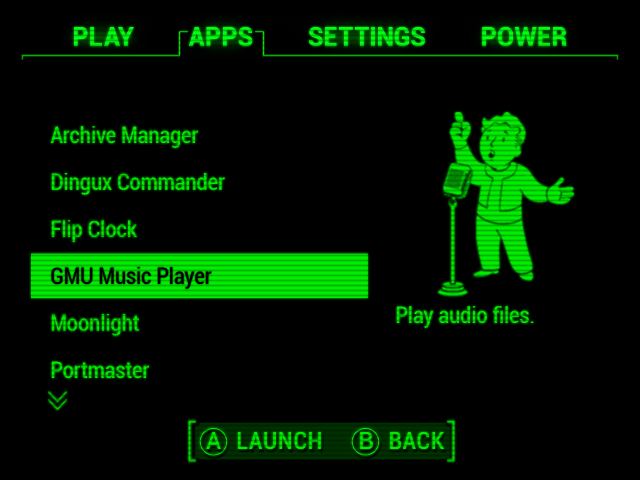 PLAY APPS SETTINGS POWER
Archive Manager
Dingux Commander
Flip Clock
GMU Music Player
Moonlight
Portmaster
Play audio files.
A LAUNCH B BACK